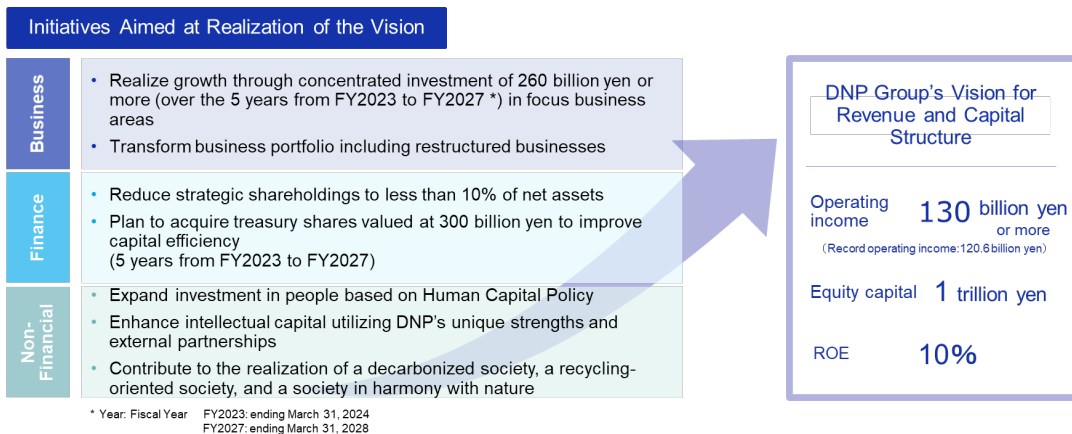 Initiatives Aimed at Realization of the Vision
Business
• Realize growth through concentrated investment of 260 billion yen or
more (over the 5 years from FY2023 to FY2027 *) in focus business
areas
• Transform business portfolio including restructured businesses
Finance
• Reduce strategic shareholdings to less than 10% of net assets
• Plan to acquire treasury shares valued at 300 billion yen to improve
capital efficiency
(5 years from FY2023 to FY2027)
Non-
Financial
• Expand investment in people based on Human Capital Policy
• Enhance intellectual capital utilizing DNP's unique strengths and
external partnerships
• Contribute to the realization of a decarbonized society, a recycling-
oriented society, and a society in harmony with nature
* Year: Fiscal Year FY2023: ending March 31, 2024
FY2027: ending March 31, 2028
DNP Group's Vision for
Revenue and Capital
Structure
Operating
income
130 billion yen
or more
(Record operating income:120.6 billion yen)
Equity capital 1 trillion yen
ROE 10%